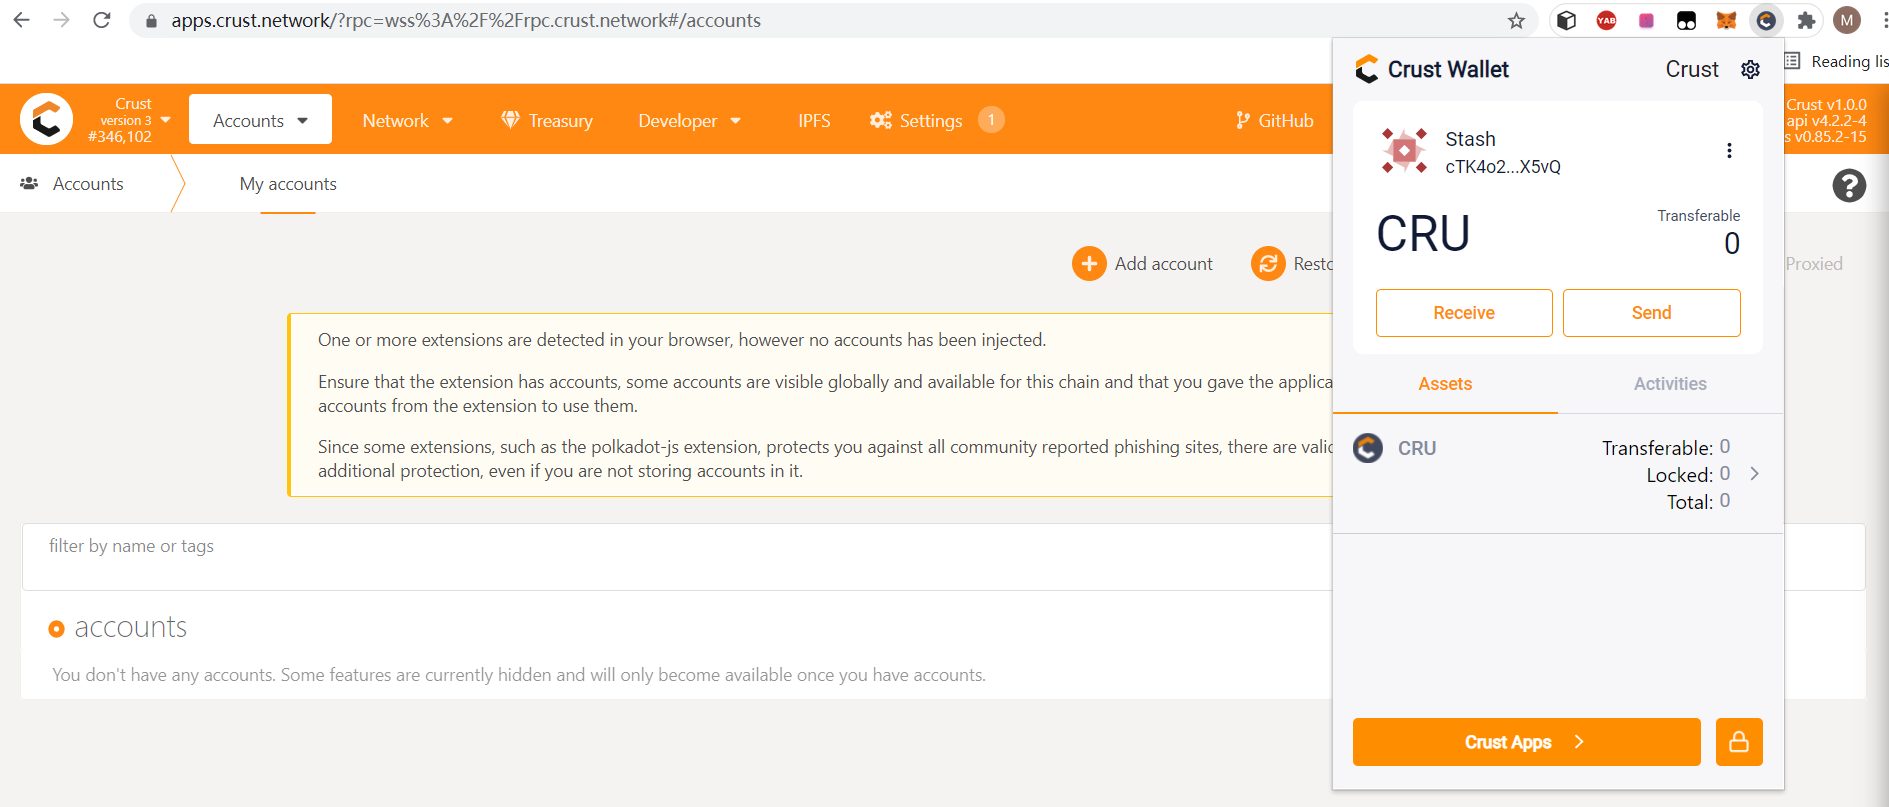 apps.crust.network/?rpc=wss%3A%2F%2Frpc.crust.network#/accounts
YAB
M
Reading lis
Crust
version 3
#346,102
Accounts
Network
Treasury
Developer
IPFS
Settings
1
GitHub
Crust v1.0.0
api v4.2.2-4
s v0.85.2-15
Accounts
My accounts
Add account
Resto
Proxied
One or more extensions are detected in your browser, however no accounts has been injected.
Ensure that the extension has accounts, some accounts are visible globally and available for this chain and that you gave the applica
accounts from the extension to use them.
Since some extensions, such as the polkadot-js extension, protects you against all community reported phishing sites, there are valid
additional protection, even if you are not storing accounts in it.
filter by name or tags
accounts
You don't have any accounts. Some features are currently hidden and will only become available once you have accounts.
Crust Wallet
Crust
Stash
cTK4o2...X5vQ
CRU
Transferable
0
Receive
Send
Assets
Activities
CRU
Transferable: 0
Locked: 0
Total: 0
Crust Apps